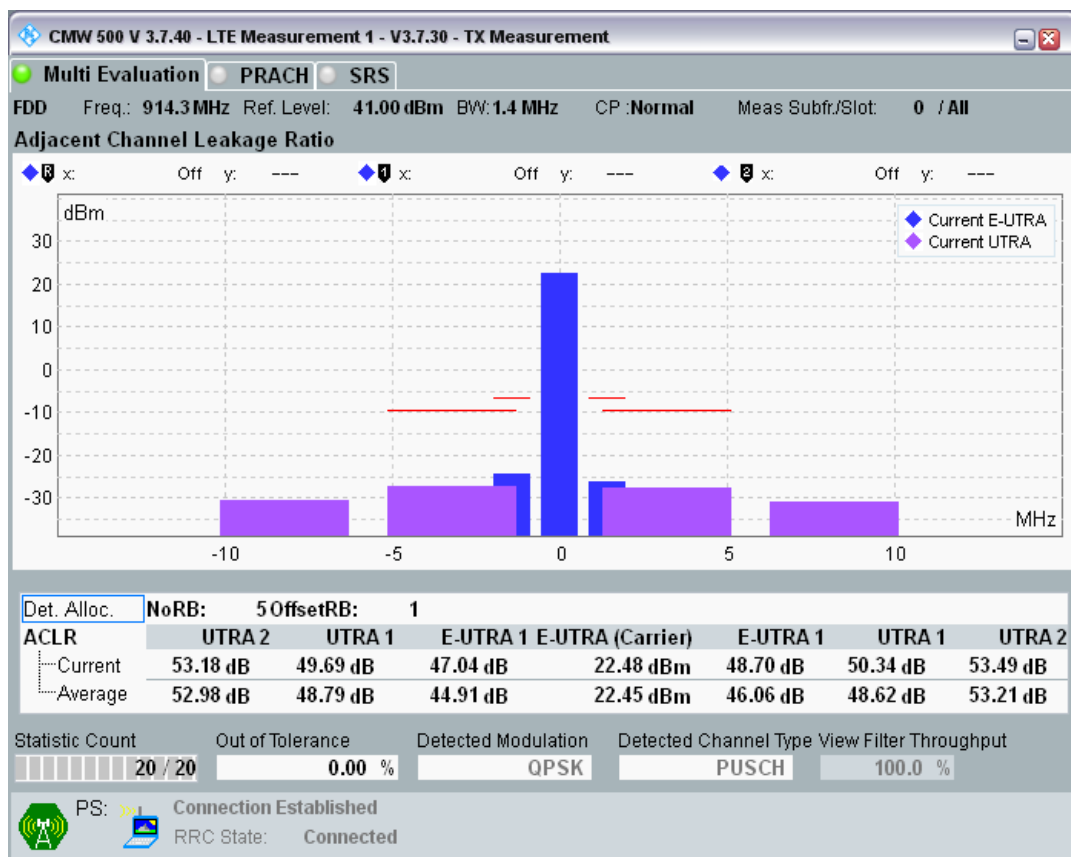 CMW 500 V 3.7.40 - LTE Measurement 1 - V3.7.30 - TX Measurement
Multi Evaluation PRACH SRS
FDD Freq.: 914.3 MHz Ref. Level: 41.00 dBm BW: 1.4 MHz CP :Normal Meas Subfr./Slot: 0 / All
Adjacent Channel Leakage Ratio
R x: Off y: --- 1 x: Off y: --- 2 x: Off y: ---
dBm
Current E-UTRA
Current UTRA
30
20
10
0
-10
-20
-30
MHz
-10 -5 0 5 10
Det. Alloc. NoRB: 5 OffsetRB: 1
ACLR UTRA 2 UTRA 1 E-UTRA 1 E-UTRA (Carrier) E-UTRA 1 UTRA 1 UTRA 2
Current 53.18 dB 49.69 dB 47.04 dB 22.48 dBm 48.70 dB 50.34 dB 53.49 dB
Average 52.98 dB 48.79 dB 44.91 dB 22.45 dBm 46.06 dB 48.62 dB 53.21 dB
Statistic Count Out of Tolerance Detected Modulation Detected Channel Type View Filter Throughput
20 / 20 0.00 % QPSK PUSCH 100.0 %
PS: Connection Established
RRC State: Connected